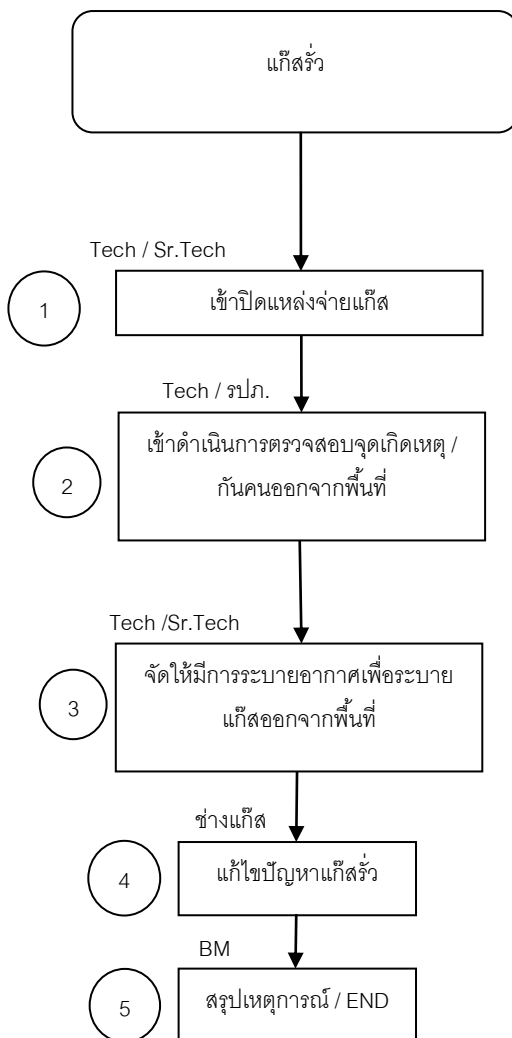 แก๊สรั่ว
Tech / Sr.Tech
1
เข้าปิดแหล่งจ่ายแก๊ส
Tech / รปภ.
2
เข้าดำเนินการตรวจสอบจุดเกิดเหตุ /
กันคนออกจากพื้นที่
Tech /Sr.Tech
3
จัดให้มีการระบายอากาศเพื่อระบาย
แก๊สออกจากพื้นที่
ช่างแก๊ส
4
แก้ไขปัญหาแก๊สรั่ว
BM
5
สรุปเหตุการณ์ / END